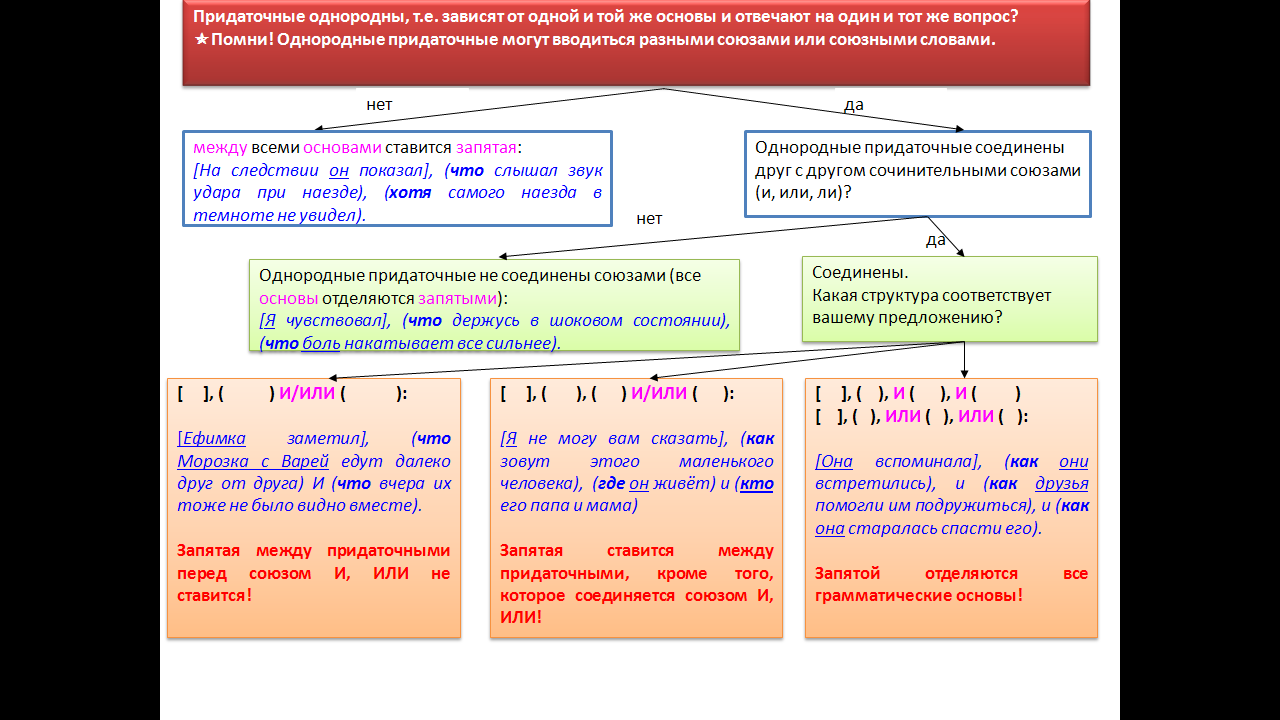 Придаточные однородны, т.е. зависят от одной и той же основы и отвечают на один и тот же вопрос?
★Помни! Однородные придаточные могут вводиться разными союзами или союзными словами.
нет
да
между всеми основами ставится запятая:
[На следствии он показал], (что слышал звук
удара при наезде), (хотя самого наезда в
темноте не увидел).
Однородные придаточные соединены
друг с другом сочинительными союзами
(и, или, ли)?
нет
да
Однородные придаточные не соединены союзами (все
основы отделяются запятыми):
[Я чувствовал], (что держусь в шоковом состоянии),
(что боль накатывает все сильнее).
Соединены.
Какая структура соответствует
вашему предложению?
[ ], ( ) И/ИЛИ ( ):
[Ефимка заметил], (что
Морозка с Варей едут далеко
друг от друга) И (что вчера их
тоже не было видно вместе).
Запятая между придаточными
перед союзом И, ИЛИ не
ставится!
[ ], ( ), ( ) И/ИЛИ ( ):
[Я не могу вам сказать], (как
зовут этого маленького
человека), (где он живёт) и (кто
его папа и мама)
Запятая ставится между
придаточными, кроме того,
которое соединяется союзом И,
ИЛИ!
[ ], ( ), И ( ), И ( )
[ ], ( ), ИЛИ ( ), ИЛИ ( ):
[Она вспоминала], (как они
встретились), и (как друзья
помогли им подружиться), и (как
она старалась спасти его).
Запятой отделяются все
грамматические основы!